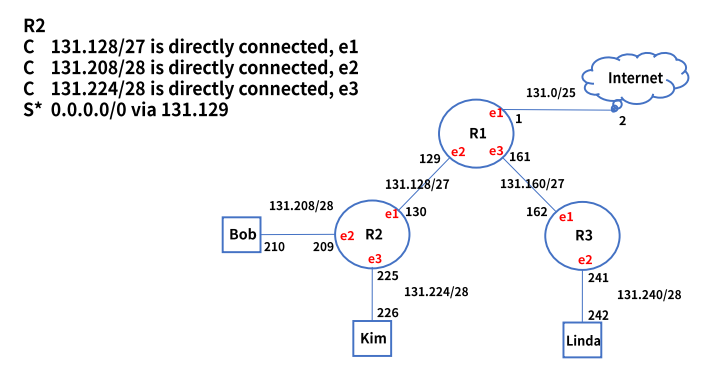 R2
C 131.128/27 is directly connected, e1
C 131.208/28 is directly connected, e2
C 131.224/28 is directly connected, e3
S* 0.0.0.0/0 via 131.129
Internet
131.0/25
e1
1
2
R1
e2
e3
129
161
131.128/27
131.160/27
131.208/28
e1
130
162
e1
Bob
210
209
e2
R2
R3
e3
e2
225
241
131.224/28
131.240/28
226
242
Kim
Linda